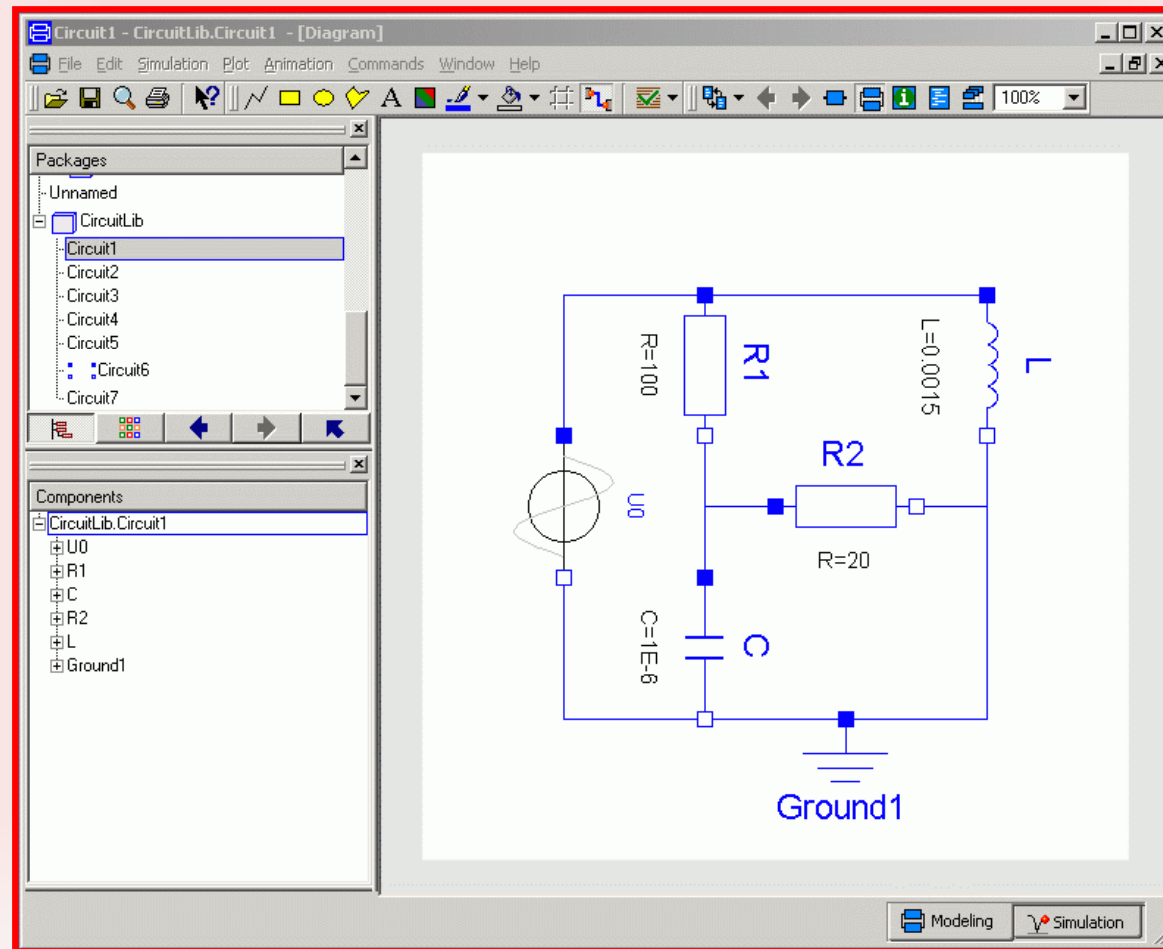 Circuit1 - CircuitLib.Circuit1 - [Diagram]
File Edit Simulation Plot Animation Commands Window Help
A 100%
Packages
Unnamed
CircuitLib
Circuit1
Circuit2
Circuit3
Circuit4
Circuit5
Circuit6
Circuit7
Components
CircuitLib.Circuit1
U0
R1
C
R2
L
Ground1
R=100
R1
L=0.0015
L
R2
R=20
U0
C=1E-6
C
Ground1
Modeling
Simulation